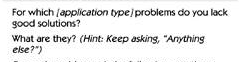 For which [application type] problems do you lack
good solutions?
What are they? (Hint: Keep asking, "Anything
else?")